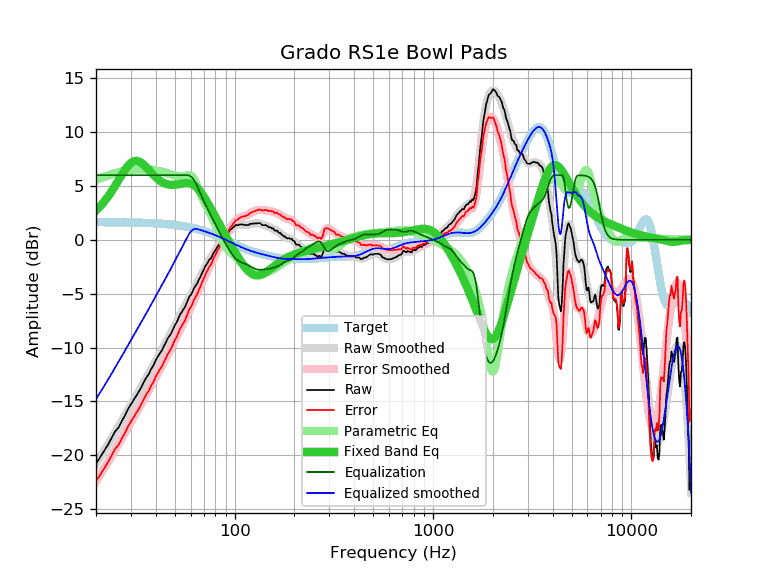 Grado RS1e Bowl Pads
15
10
5
0
−5
−10
−15
−20
−25
Amplitude (dBr)
Target
Raw Smoothed
Error Smoothed
Raw
Error
Parametric Eq
Fixed Band Eq
Equalization
Equalized smoothed
100
1000
10000
Frequency (Hz)